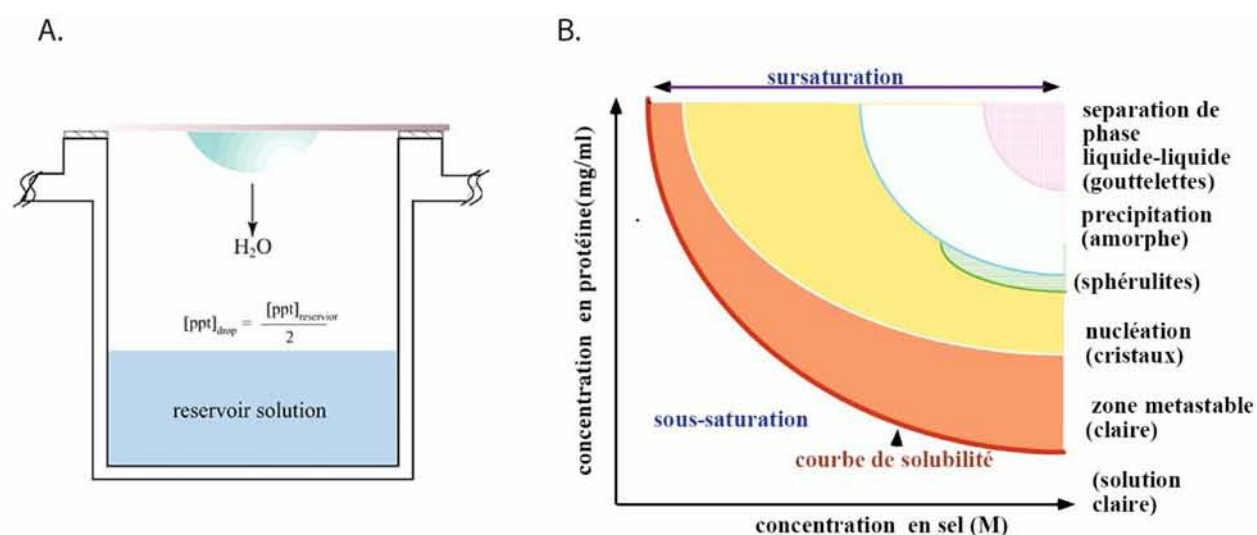 A.
H₂O
[ppt]drop = [ppt]reservior
2
reservoir solution
B.
sursaturation
concentration en protéine(mg/ml)
separation de
phase
liquide-liquide
(gouttelettes)
precipitation
(amorphe)
(sphérulites)
nucléation
(cristaux)
zone metastable
(claire)
sous-saturation
courbe de solubilité
(solution
claire)
concentration en sel (M)